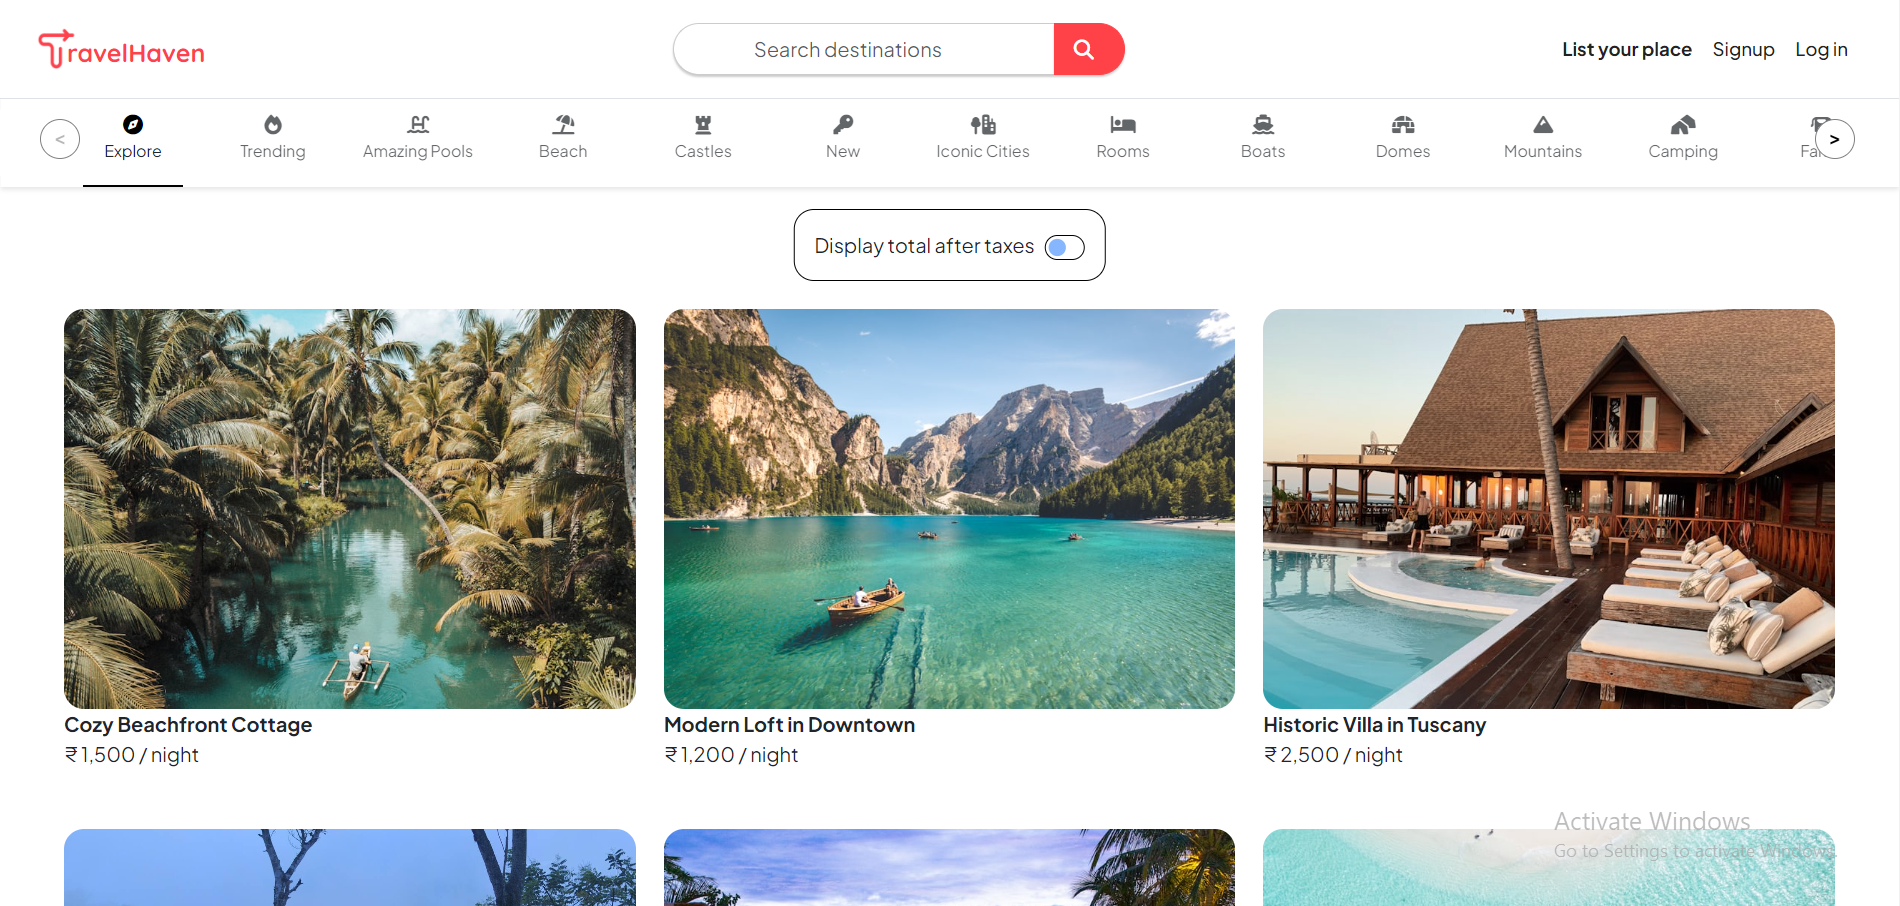 TravelHaven
Search destinations
List your place Signup Log in
< Explore Trending Amazing Pools Beach Castles New Iconic Cities Rooms Boats Domes Mountains Camping >
Display total after taxes
Cozy Beachfront Cottage
₹ 1,500 / night
Modern Loft in Downtown
₹ 1,200 / night
Historic Villa in Tuscany
₹ 2,500 / night
Activate Windows
Go to Settings to activate Windows.